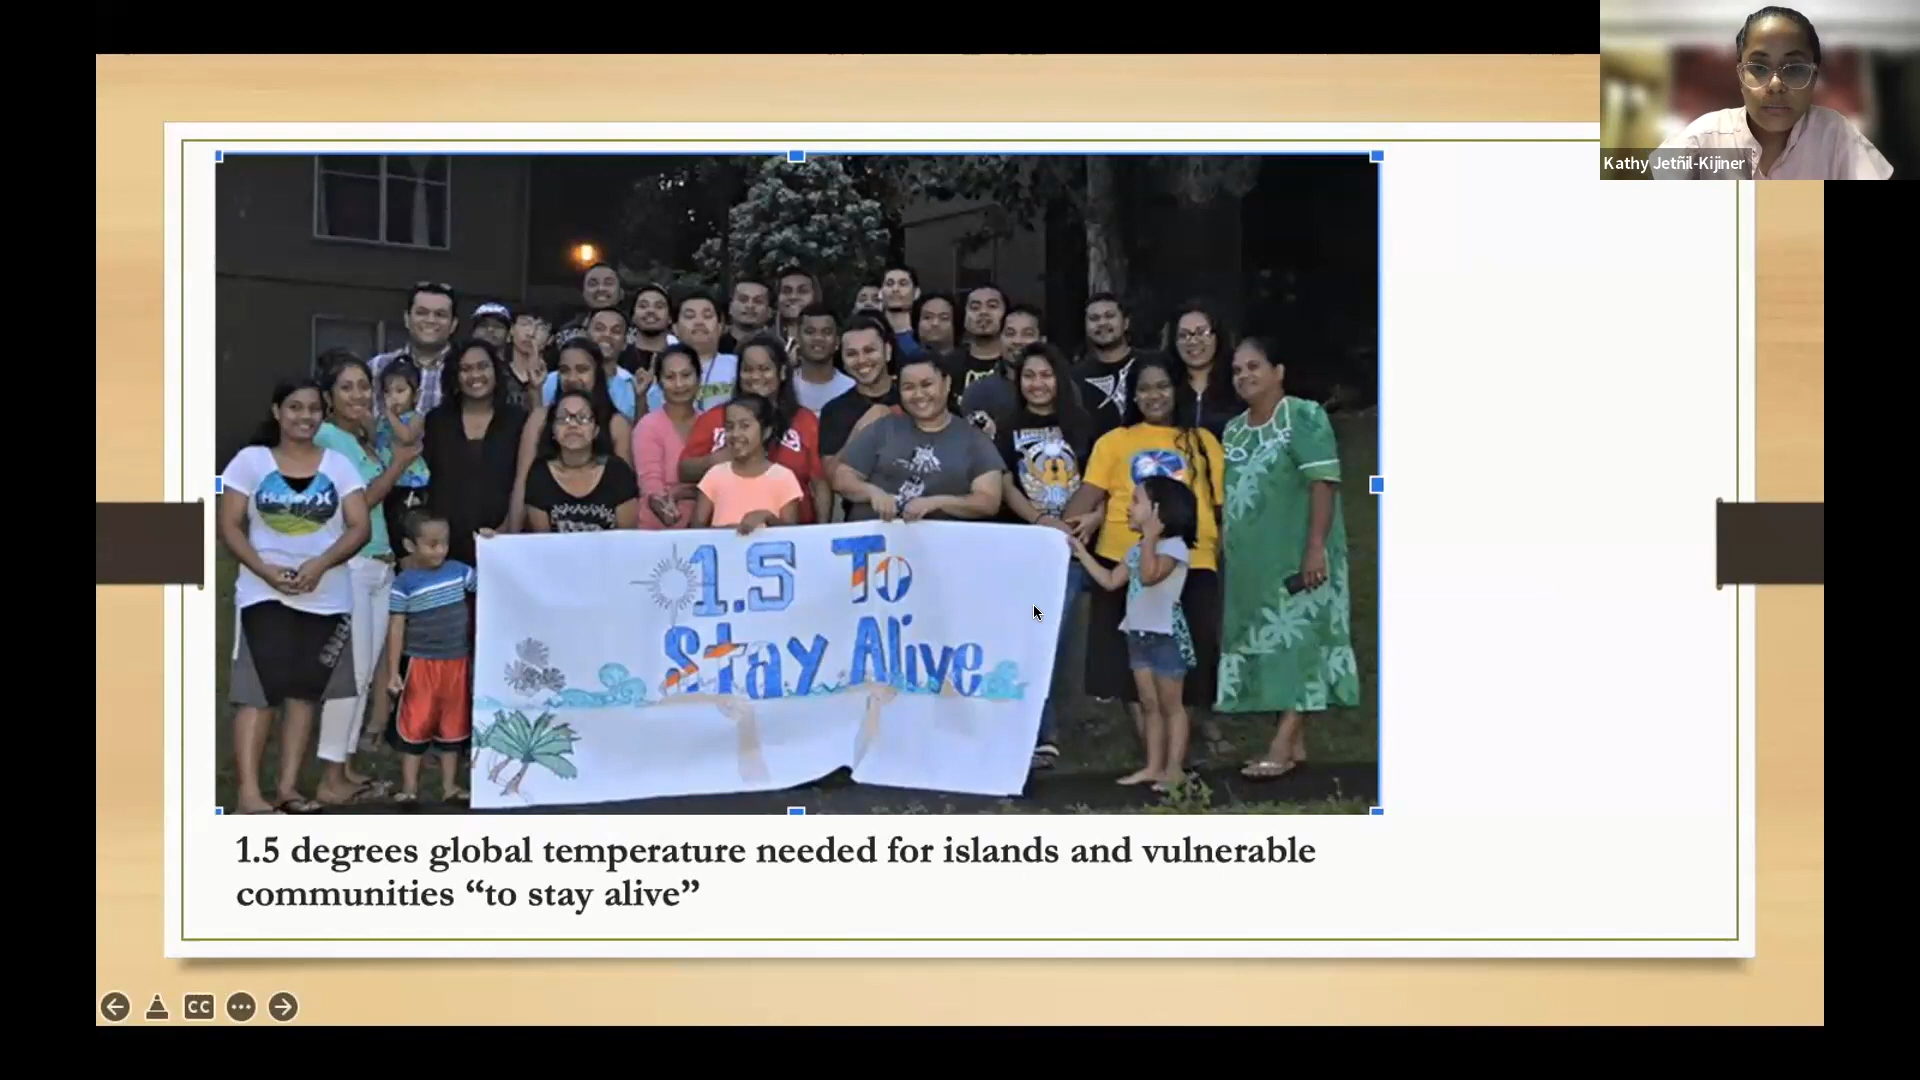 Kathy Jetñil-Kijiner
Hurley
1.5 To
Stay Alive
1.5 degrees global temperature needed for islands and vulnerable
communities “to stay alive”
CC